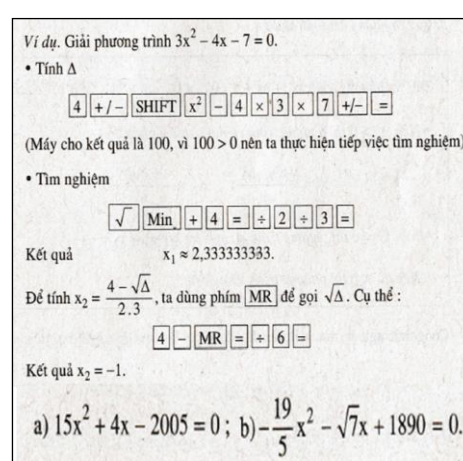 Ví dụ. Giải phương trình 3x² – 4x – 7 = 0.
• Tính Δ
4 +/– SHIFT x² – 4 × 3 × 7 +/– =
(Máy cho kết quả là 100, vì 100 > 0 nên ta thực hiện tiếp việc tìm nghiệm)
• Tìm nghiệm
√ Min + 4 = ÷ 2 ÷ 3 =
Kết quả x₁ ≈ 2,333333333.
Để tính x₂ = (4 – √Δ)/2.3, ta dùng phím MR để gọi √Δ. Cụ thể :
4 – MR = ÷ 6 =
Kết quả x₂ = –1.
a) 15x² + 4x – 2005 = 0 ; b) –19/5 x² – √7x + 1890 = 0.